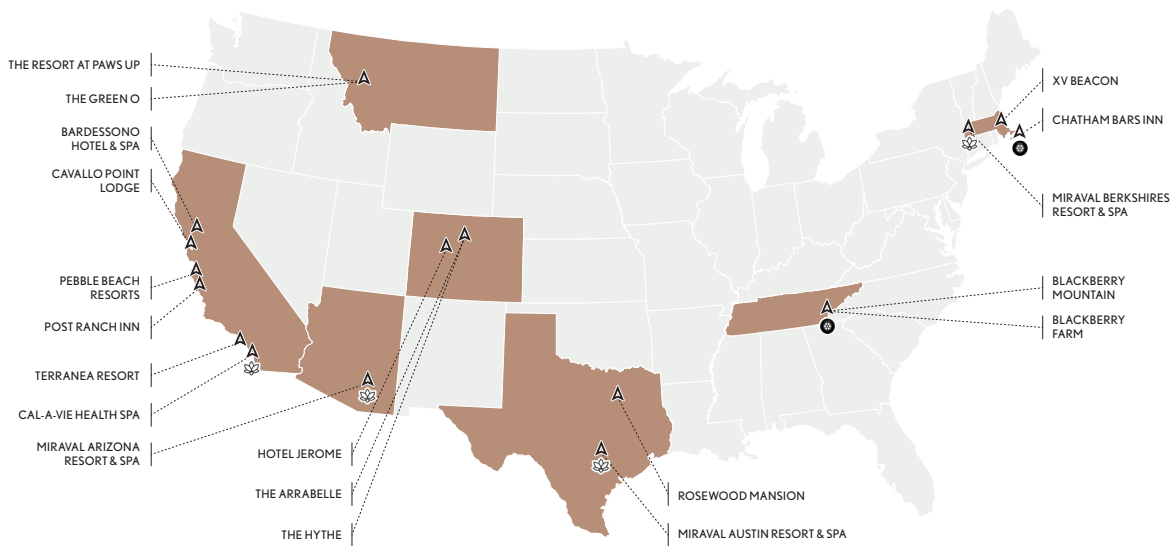 THE RESORT AT PAWS UP
THE GREEN O
BARDESSONO
HOTEL & SPA
CAVALLO POINT
LODGE
PEBBLE BEACH
RESORTS
POST RANCH INN
TERRANEA RESORT
CAL-A-VIE HEALTH SPA
MIRAVAL ARIZONA
RESORT & SPA
HOTEL JEROME
THE ARRABELLE
THE HYTHE
XV BEACON
CHATHAM BARS INN
MIRAVAL BERKSHIRES
RESORT & SPA
BLACKBERRY
MOUNTAIN
BLACKBERRY
FARM
ROSEWOOD MANSION
MIRAVAL AUSTIN RESORT & SPA